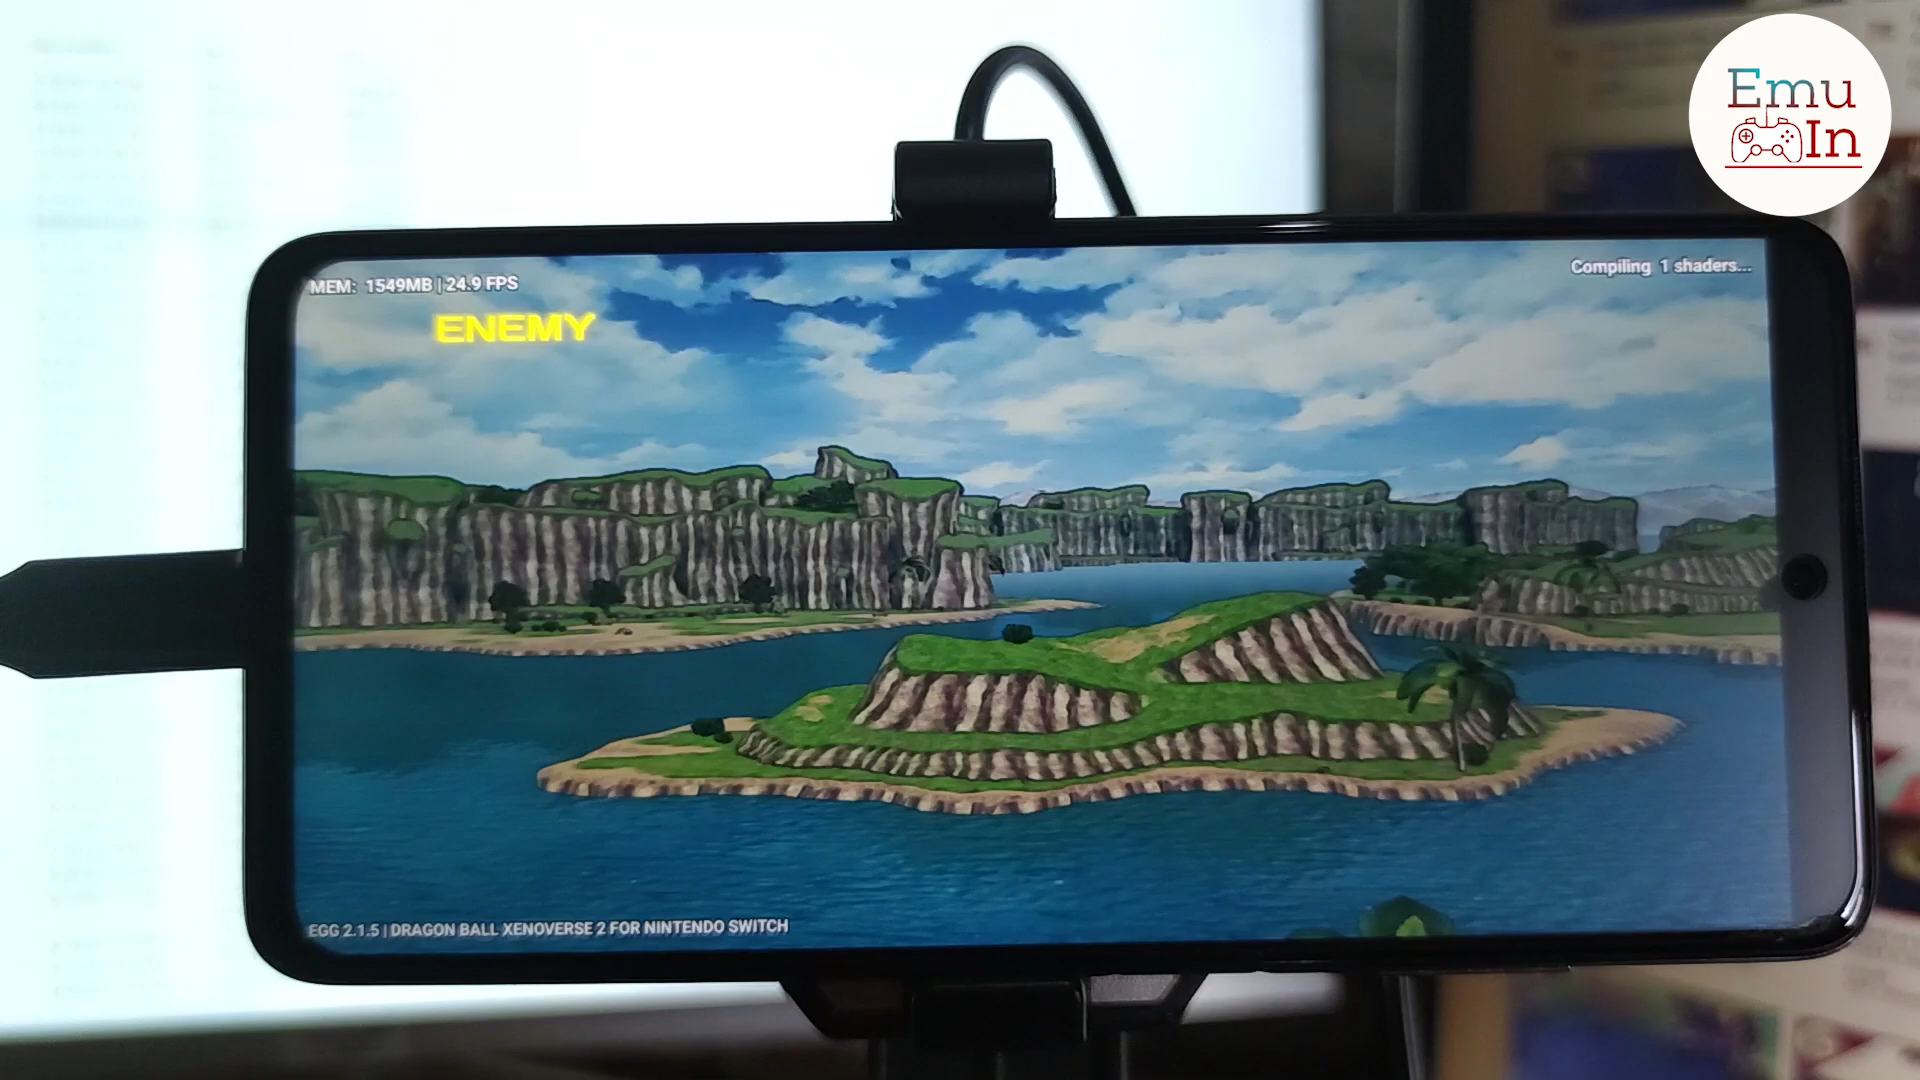 Emu
In
MEM: 1549MB | 24.9 FPS
Compiling 1 shaders...
ENEMY
EGG 2.1.5 | DRAGON BALL XENOVERSE 2 FOR NINTENDO SWITCH